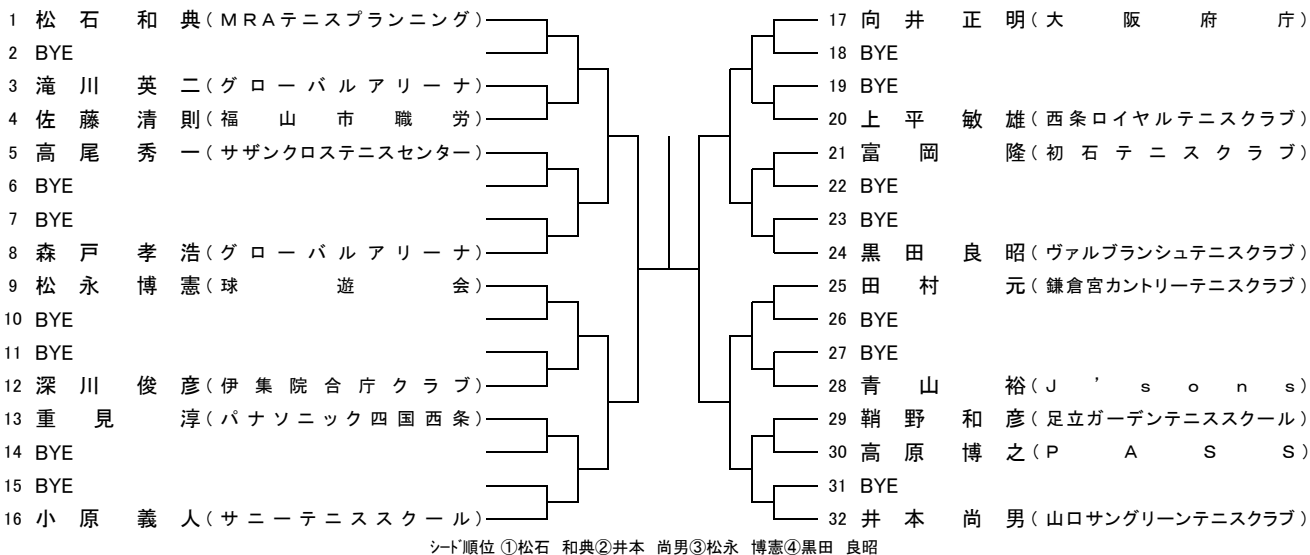 1 松石 和典(MRAテニスプランニング)
2 BYE
3 滝川 英二(グローバルアリーナ)
4 佐藤 清則(福山市職労)
5 高尾 秀一(サザンクロステニスセンター)
6 BYE
7 BYE
8 森戸 孝浩(グローバルアリーナ)
9 松永 博憲(球遊会)
10 BYE
11 BYE
12 深川 俊彦(伊集院合庁クラブ)
13 重見 淳(パナソニック四国西条)
14 BYE
15 BYE
16 小原 義人(サニーテニススクール)
17 向井 正明(大阪府庁)
18 BYE
19 BYE
20 上平 敏雄(西条ロイヤルテニスクラブ)
21 富岡 隆(初石テニスクラブ)
22 BYE
23 BYE
24 黒田 良昭(ヴァルブランシュテニスクラブ)
25 田村 元(鎌倉宮カントリーテニスクラブ)
26 BYE
27 BYE
28 青山 裕(J'sons)
29 鞘野 和彦(足立ガーデンテニススクール)
30 高原 博之(PASS)
31 BYE
32 井本 尚男(山口サングリーンテニスクラブ)
シード順位 ①松石 和典②井本 尚男③松永 博憲④黒田 良昭